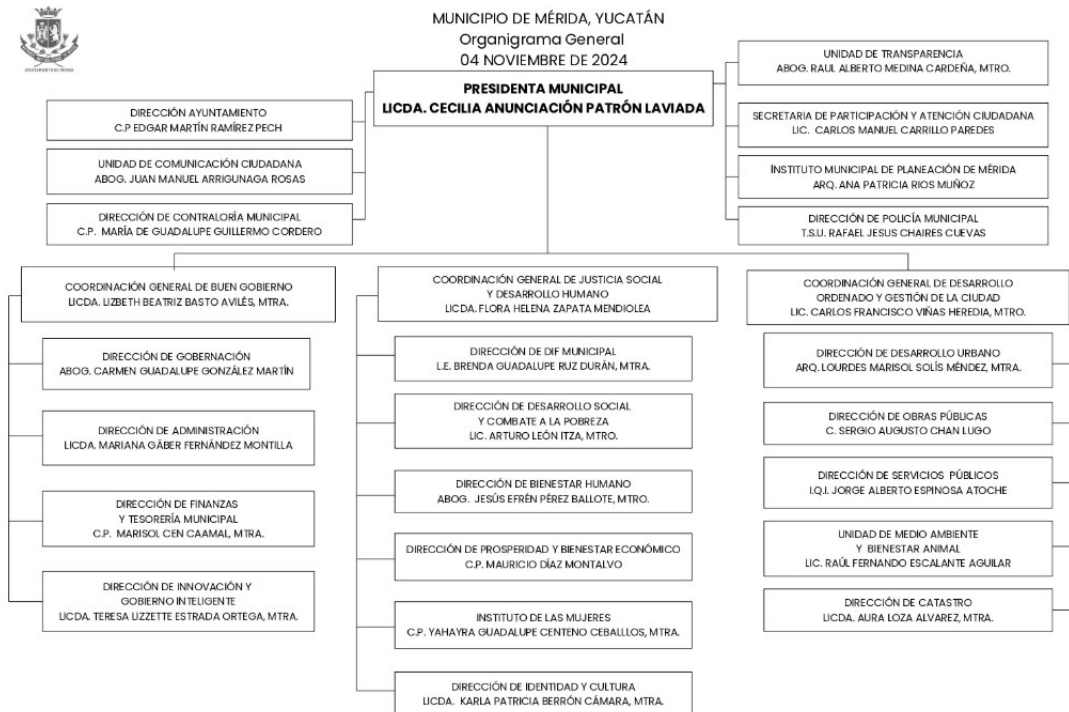 MUNICIPIO DE MÉRIDA, YUCATÁN
Organigrama General
04 NOVIEMBRE DE 2024
PRESIDENTA MUNICIPAL
LICDA. CECILIA ANUNCIACIÓN PATRÓN LAVIADA
DIRECCIÓN AYUNTAMIENTO
C.P EDGAR MARTÍN RAMÍREZ PECH
UNIDAD DE COMUNICACIÓN CIUDADANA
ABOG. JUAN MANUEL ARRIGUNAGA ROSAS
DIRECCIÓN DE CONTRALORÍA MUNICIPAL
C.P. MARÍA DE GUADALUPE GUILLERMO CORDERO
UNIDAD DE TRANSPARENCIA
ABOG. RAUL ALBERTO MEDINA CARDEÑA, MTRO.
SECRETARIA DE PARTICIPACIÓN Y ATENCIÓN CIUDADANA
LIC. CARLOS MANUEL CARRILLO PAREDES
INSTITUTO MUNICIPAL DE PLANEACIÓN DE MÉRIDA
ARQ. ANA PATRICIA RIOS MUÑOZ
DIRECCIÓN DE POLICÍA MUNICIPAL
T.S.U. RAFAEL JESUS CHAIRES CUEVAS
COORDINACIÓN GENERAL DE BUEN GOBIERNO
LICDA. LIZBETH BEATRIZ BASTO AVILÉS, MTRA.
DIRECCIÓN DE GOBERNACIÓN
ABOG. CARMEN GUADALUPE GONZÁLEZ MARTÍN
DIRECCIÓN DE ADMINISTRACIÓN
LICDA. MARIANA GÁBER FERNÁNDEZ MONTILLA
DIRECCIÓN DE FINANZAS
Y TESORERÍA MUNICIPAL
C.P. MARISOL CEN CAAMAL, MTRA.
DIRECCIÓN DE INNOVACIÓN Y
GOBIERNO INTELIGENTE
LICDA. TERESA LIZZETTE ESTRADA ORTEGA, MTRA.
COORDINACIÓN GENERAL DE JUSTICIA SOCIAL
Y DESARROLLO HUMANO
LICDA. FLORA HELENA ZAPATA MENDIOLEA
DIRECCIÓN DE DIF MUNICIPAL
L.E. BRENDA GUADALUPE RUZ DURÁN, MTRA.
DIRECCIÓN DE DESARROLLO SOCIAL
Y COMBATE A LA POBREZA
LIC. ARTURO LEÓN ITZA, MTRO.
DIRECCIÓN DE BIENESTAR HUMANO
ABOG. JESÚS EFRÉN PÉREZ BALLOTE, MTRO.
DIRECCIÓN DE PROSPERIDAD Y BIENESTAR ECONÓMICO
C.P. MAURICIO DÍAZ MONTALVO
INSTITUTO DE LAS MUJERES
C.P. YAHAYRA GUADALUPE CENTENO CEBALLLOS, MTRA.
DIRECCIÓN DE IDENTIDAD Y CULTURA
LICDA. KARLA PATRICIA BERRÓN CÁMARA, MTRA.
COORDINACIÓN GENERAL DE DESARROLLO
ORDENADO Y GESTIÓN DE LA CIUDAD
LIC. CARLOS FRANCISCO VIÑAS HEREDIA, MTRO.
DIRECCIÓN DE DESARROLLO URBANO
ARQ. LOURDES MARISOL SOLÍS MÉNDEZ, MTRA.
DIRECCIÓN DE OBRAS PÚBLICAS
C. SERGIO AUGUSTO CHAN LUGO
DIRECCIÓN DE SERVICIOS PÚBLICOS
I.Q.I. JORGE ALBERTO ESPINOSA ATOCHE
UNIDAD DE MEDIO AMBIENTE
Y BIENESTAR ANIMAL
LIC. RAÚL FERNANDO ESCALANTE AGUILAR
DIRECCIÓN DE CATASTRO
LICDA. AURA LOZA ALVAREZ, MTRA.